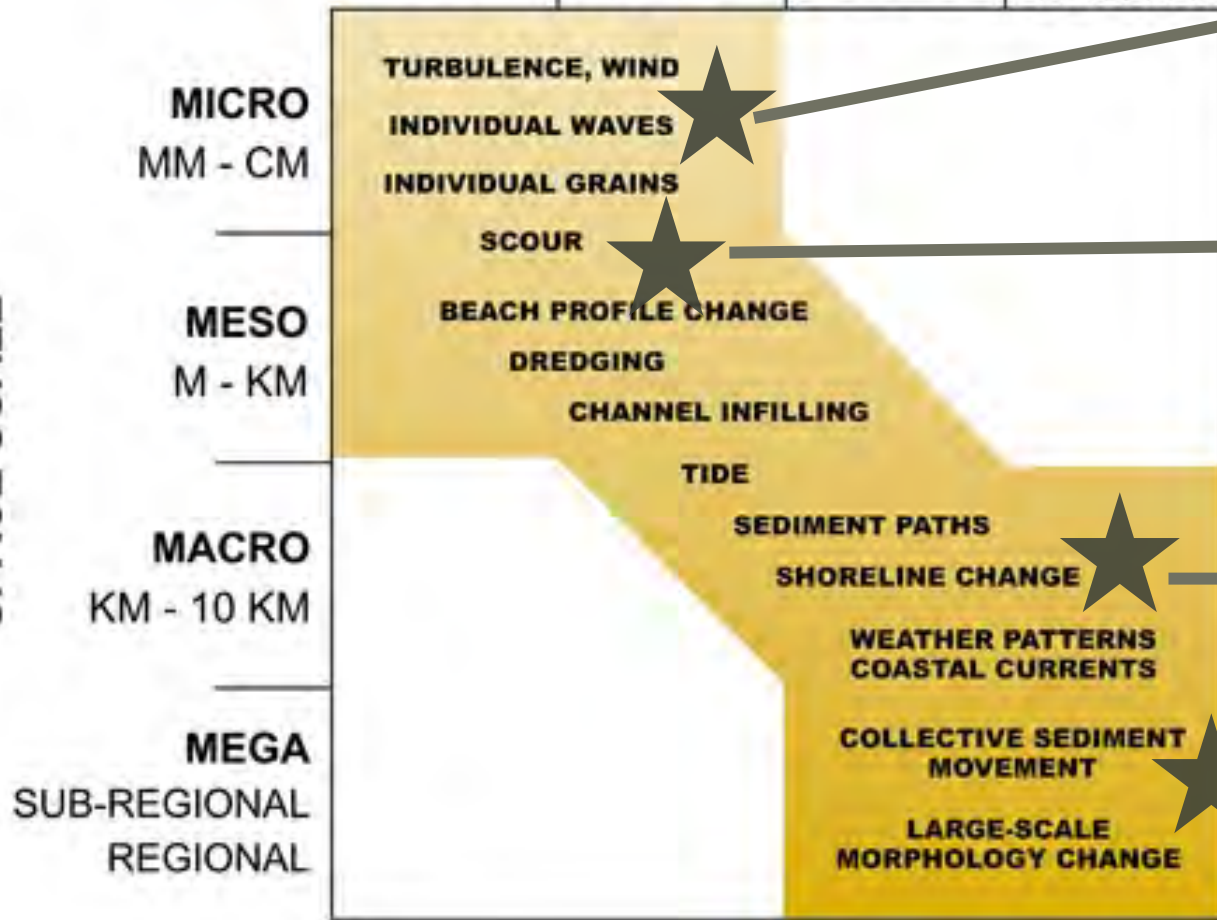 MICRO
MM - CM
MESO
M - KM
MACRO
KM - 10 KM
MEGA
SUB-REGIONAL
REGIONAL
TURBULENCE, WIND
INDIVIDUAL WAVES
INDIVIDUAL GRAINS
SCOUR
BEACH PROFILE CHANGE
DREDGING
CHANNEL INFILLING
TIDE
SEDIMENT PATHS
SHORELINE CHANGE
WEATHER PATTERNS
COASTAL CURRENTS
COLLECTIVE SEDIMENT
MOVEMENT
LARGE-SCALE
MORPHOLOGY CHANGE